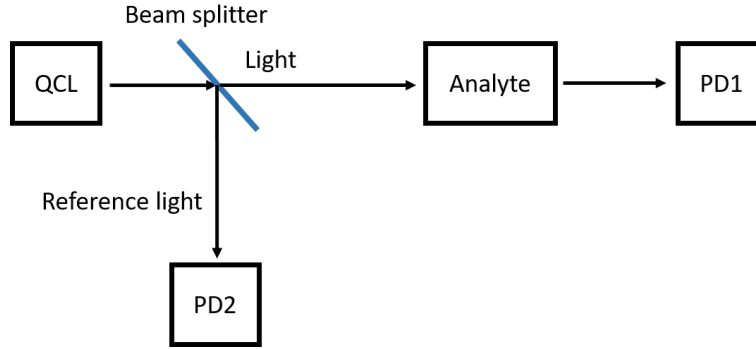 Beam splitter
QCL
Light
Analyte
PD1
Reference light
PD2